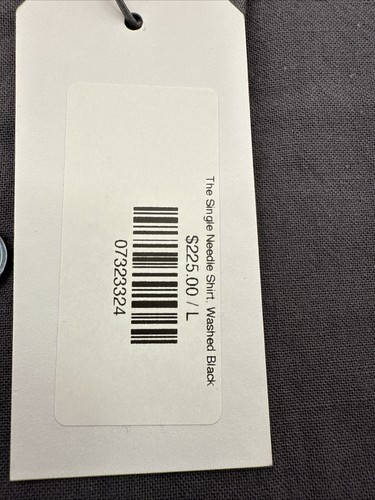 The Single Needle Shirt, Washed Black
$225.00 / L
07323324